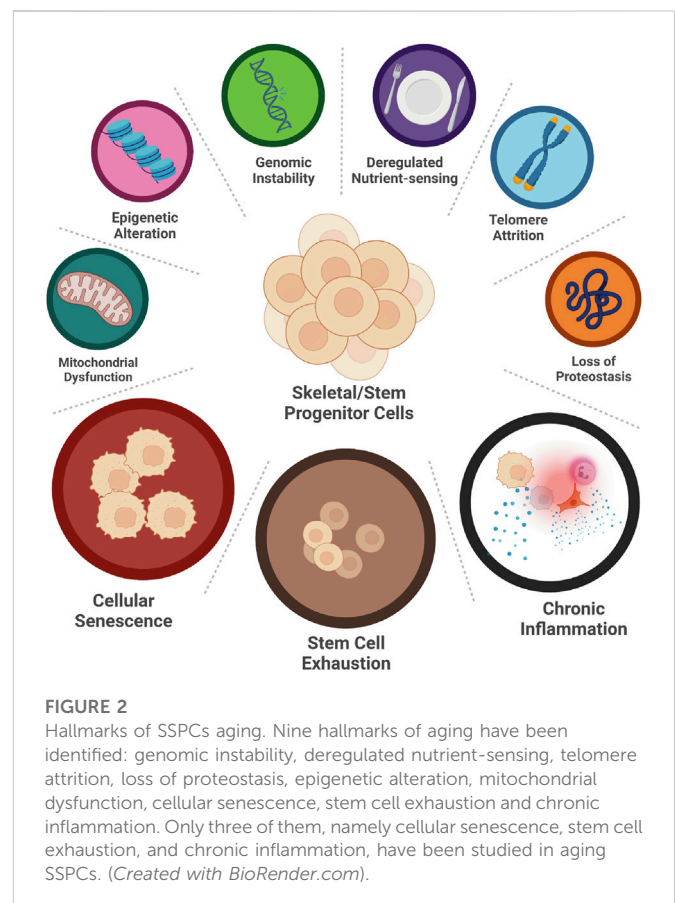 Genomic
Instability
Deregulated
Nutrient-sensing
Epigenetic
Alteration
Telomere
Attrition
Mitochondrial
Dysfunction
Loss of
Proteostasis
Skeletal/Stem
Progenitor Cells
Cellular
Senescence
Stem Cell
Exhaustion
Chronic
Inflammation
FIGURE 2
Hallmarks of SSPCs aging. Nine hallmarks of aging have been
identified: genomic instability, deregulated nutrient-sensing, telomere
attrition, loss of proteostasis, epigenetic alteration, mitochondrial
dysfunction, cellular senescence, stem cell exhaustion and chronic
inflammation. Only three of them, namely cellular senescence, stem cell
exhaustion, and chronic inflammation, have been studied in aging
SSPCs. (Created with BioRender.com).